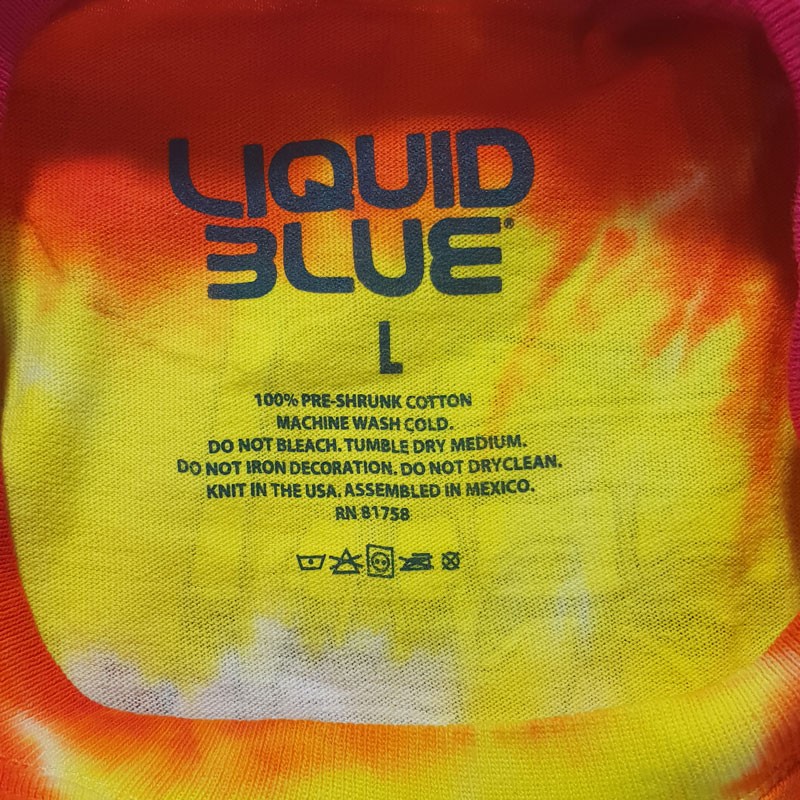 LIQUID
BLUE®
L
100% PRE-SHRUNK COTTON
MACHINE WASH COLD.
DO NOT BLEACH. TUMBLE DRY MEDIUM.
DO NOT IRON DECORATION. DO NOT DRYCLEAN.
KNIT IN THE USA. ASSEMBLED IN MEXICO.
RN 81758